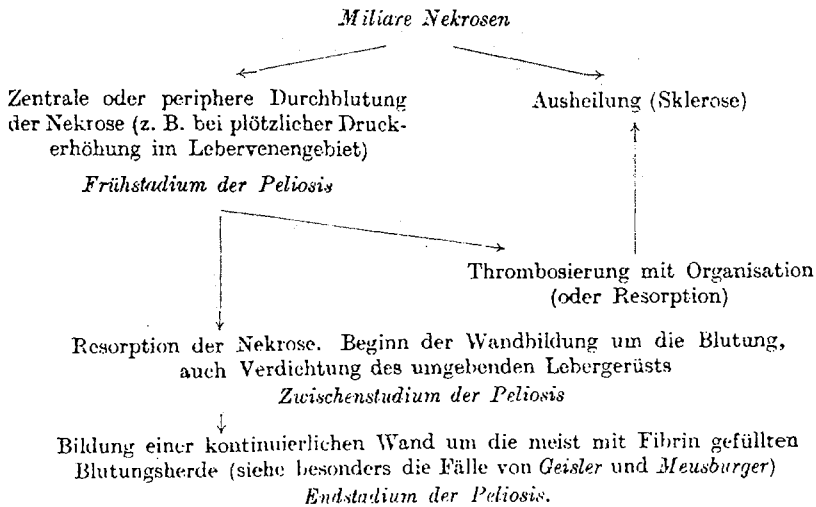 Miliare Nekrosen
Zentrale oder periphere Durchblutung
der Nekrose (z. B. bei plötzlicher Druck-
erhöhung im Lebervenengebiet)
Frühstadium der Peliosis
Ausheilung (Sklerose)
Thrombosierung mit Organisation
(oder Resorption)
Resorption der Nekrose. Beginn der Wandbildung um die Blutung,
auch Verdichtung des umgebenden Lebergerüsts
Zwischenstudium der Peliosis
Bildung einer kontinuierlichen Wand um die meist mit Fibrin gefüllten
Blutungsherde (siehe besonders die Fälle von Geisler und Meusburger)
Endstadium der Peliosis.